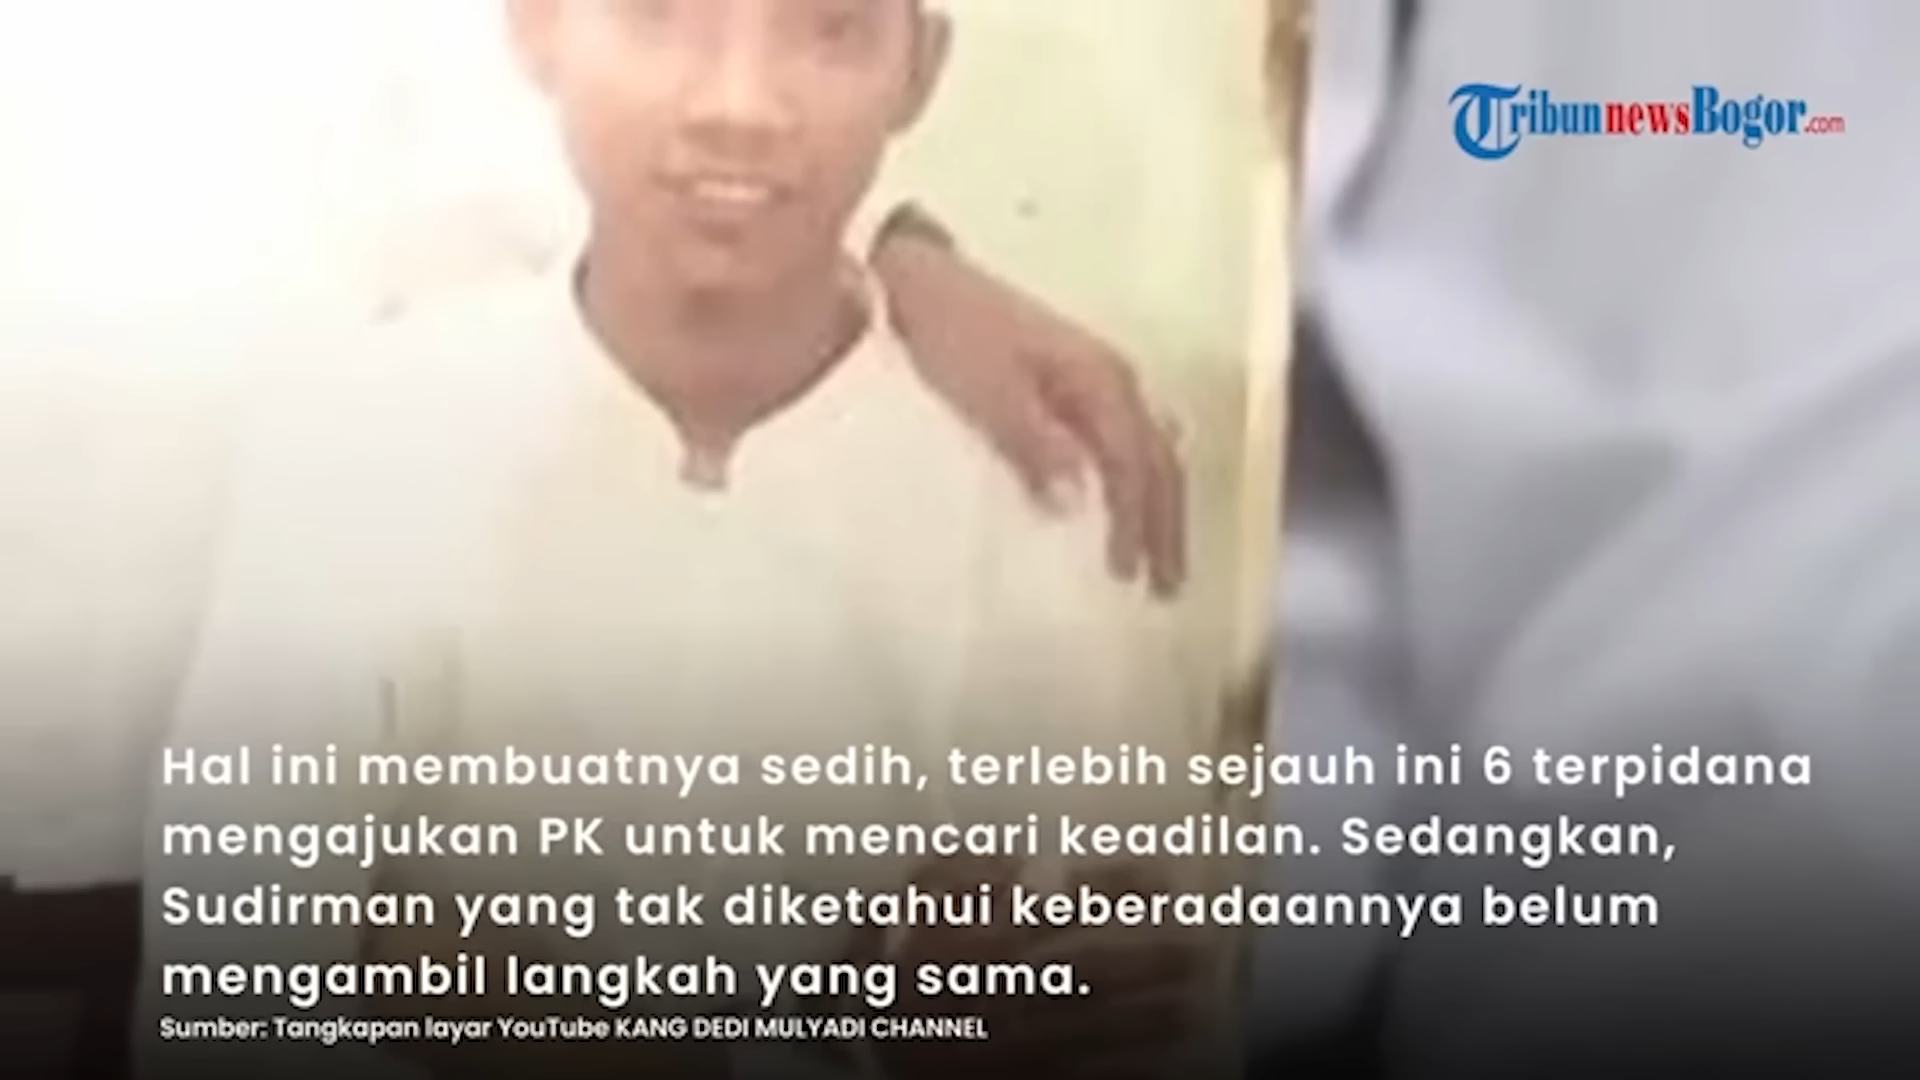 TribunnewsBogor.com
Hal ini membuatnya sedih, terlebih sejauh ini 6 terpidana
mengajukan PK untuk mencari keadilan. Sedangkan,
Sudirman yang tak diketahui keberadaannya belum
mengambil langkah yang sama.
Sumber: Tangkapan layar YouTube KANG DEDI MULYADI CHANNEL